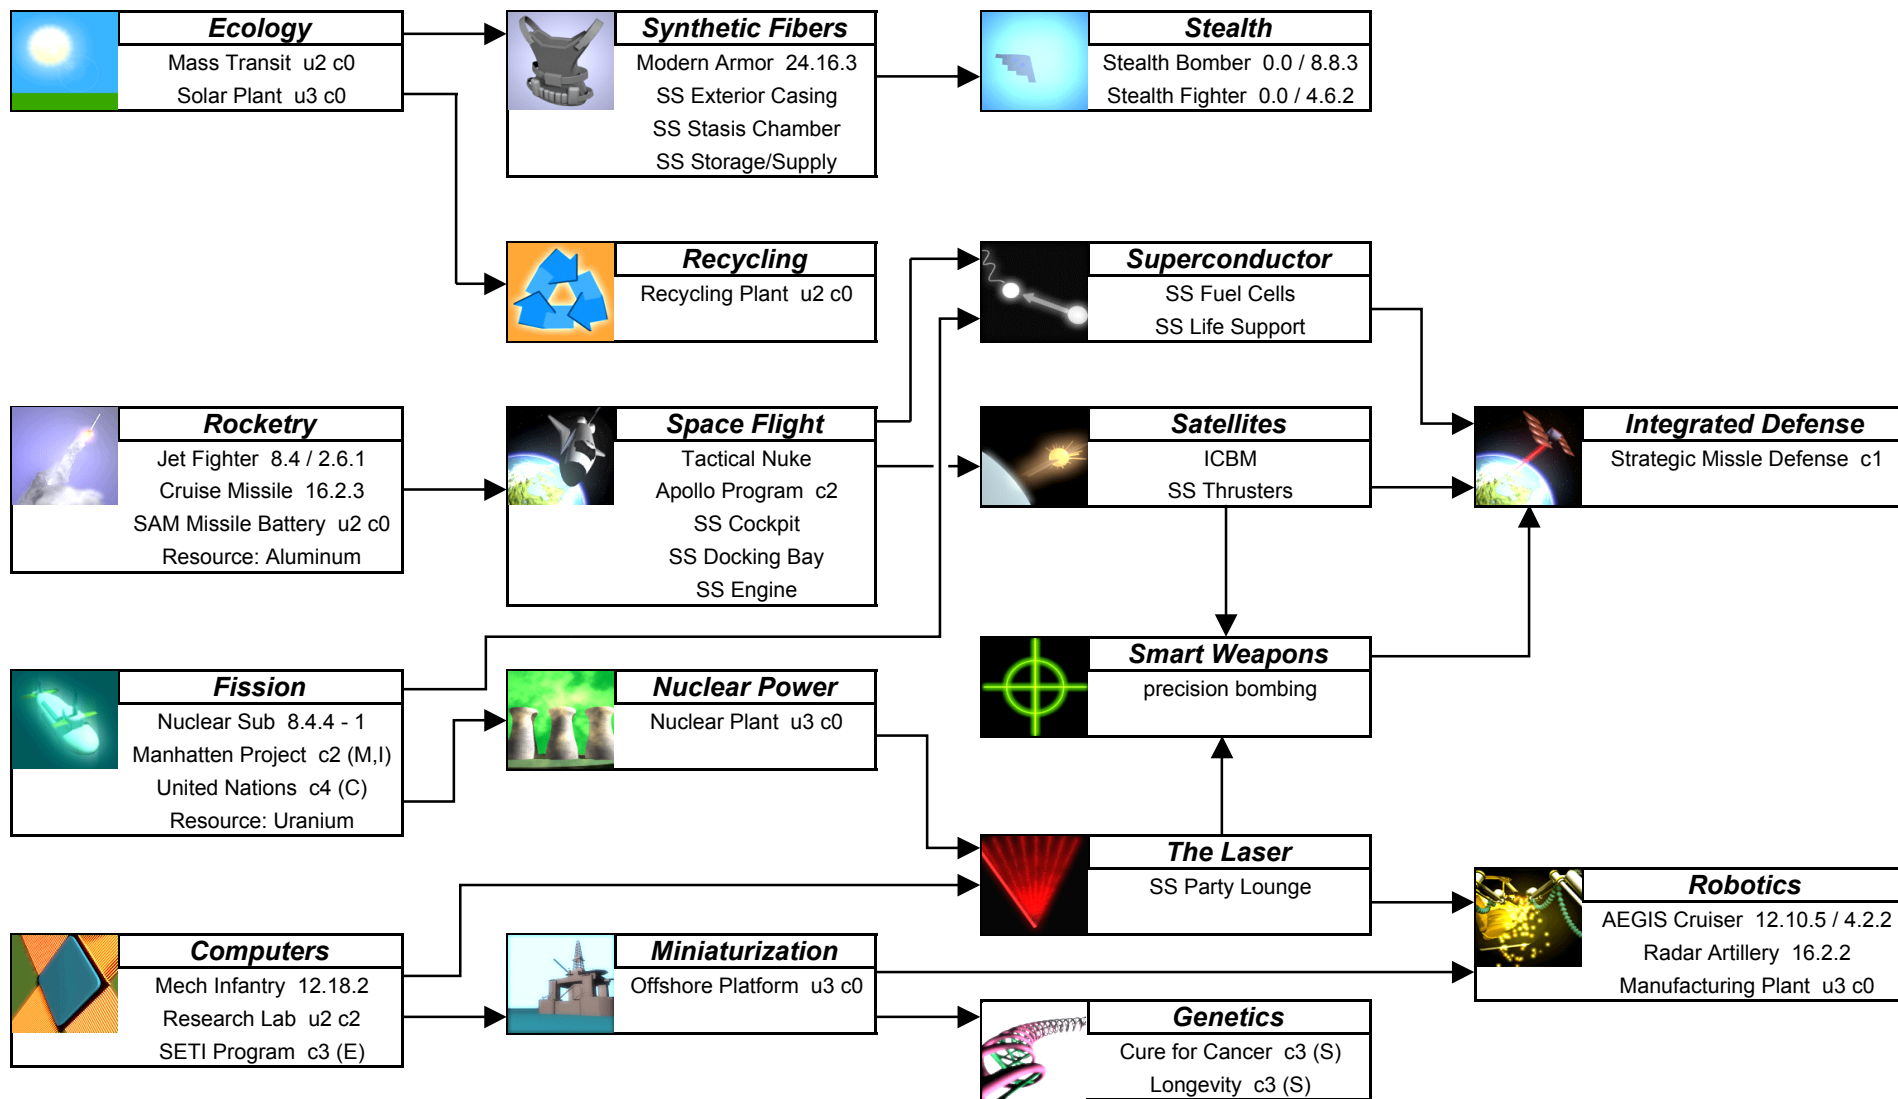 Ecology
Mass Transit u2 c0
Solar Plant u3 c0
Synthetic Fibers
Modern Armor 24.16.3
SS Exterior Casing
SS Stasis Chamber
SS Storage/Supply
Stealth
Stealth Bomber 0.0 / 8.8.3
Stealth Fighter 0.0 / 4.6.2
Recycling
Recycling Plant u2 c0
Superconductor
SS Fuel Cells
SS Life Support
Rocketry
Jet Fighter 8.4 / 2.6.1
Cruise Missile 16.2.3
SAM Missile Battery u2 c0
Resource: Aluminum
Space Flight
Tactical Nuke
Apollo Program c2
SS Cockpit
SS Docking Bay
SS Engine
Satellites
ICBM
SS Thrusters
Integrated Defense
Strategic Missle Defense c1
Smart Weapons
precision bombing
Fission
Nuclear Sub 8.4.4 - 1
Manhatten Project c2 (M,I)
United Nations c4 (C)
Resource: Uranium
Nuclear Power
Nuclear Plant u3 c0
The Laser
SS Party Lounge
Robotics
AEGIS Cruiser 12.10.5 / 4.2.2
Radar Artillery 16.2.2
Manufacturing Plant u3 c0
Computers
Mech Infantry 12.18.2
Research Lab u2 c2
SETI Program c3 (E)
Miniaturization
Offshore Platform u3 c0
Genetics
Cure for Cancer c3 (S)
Longevity c3 (S)